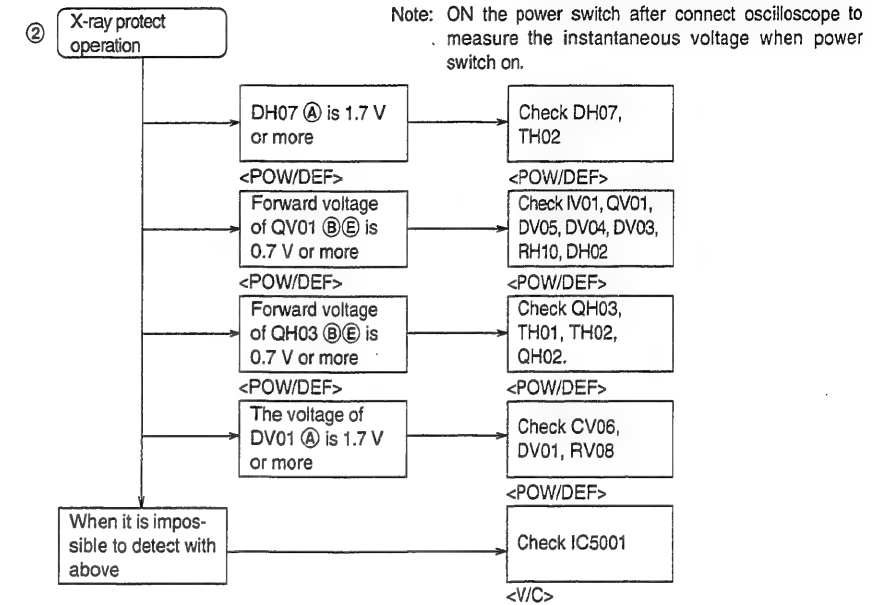 ② X-ray protect
operation
Note: ON the power switch after connect oscilloscope to
measure the instantaneous voltage when power
switch on.
DH07 Ⓐ is 1.7 V
or more
Check DH07,
TH02
<POW/DEF>
<POW/DEF>
Forward voltage
of QV01 ⒷⒺ is
0.7 V or more
Check IV01, QV01,
DV05, DV04, DV03,
RH10, DH02
<POW/DEF>
<POW/DEF>
Forward voltage
of QH03 ⒷⒺ is
0.7 V or more
Check QH03,
TH01, TH02,
QH02.
<POW/DEF>
<POW/DEF>
The voltage of
DV01 Ⓐ is 1.7 V
or more
Check CV06,
DV01, RV08
<POW/DEF>
When it is impos-
sible to detect with
above
Check IC5001
<V/C>